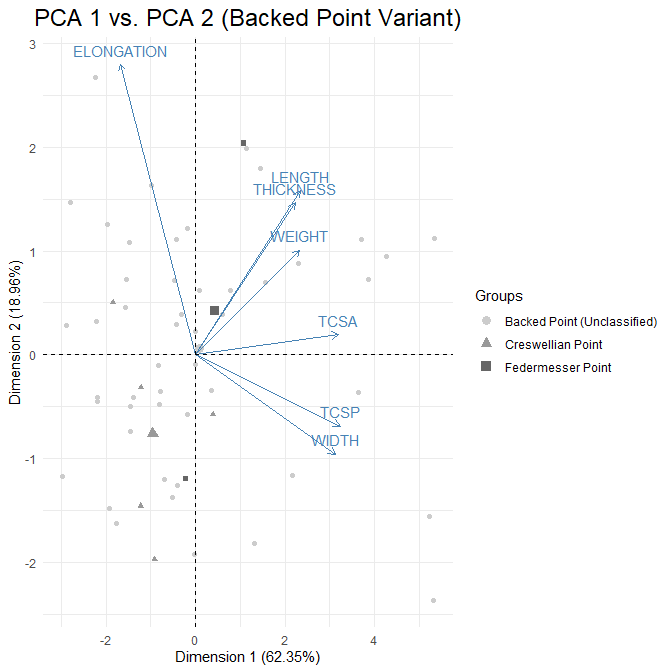 PCA 1 vs. PCA 2 (Backed Point Variant)
3
ELONGATION
2
LENGTH
THICKNESS
WEIGHT
1
TCSA
0
TCSP
WIDTH
-1
-2
Dimension 2 (18.96%)
-2 0 2 4
Dimension 1 (62.35%)
Groups
Backed Point (Unclassified)
Creswellian Point
Federmesser Point